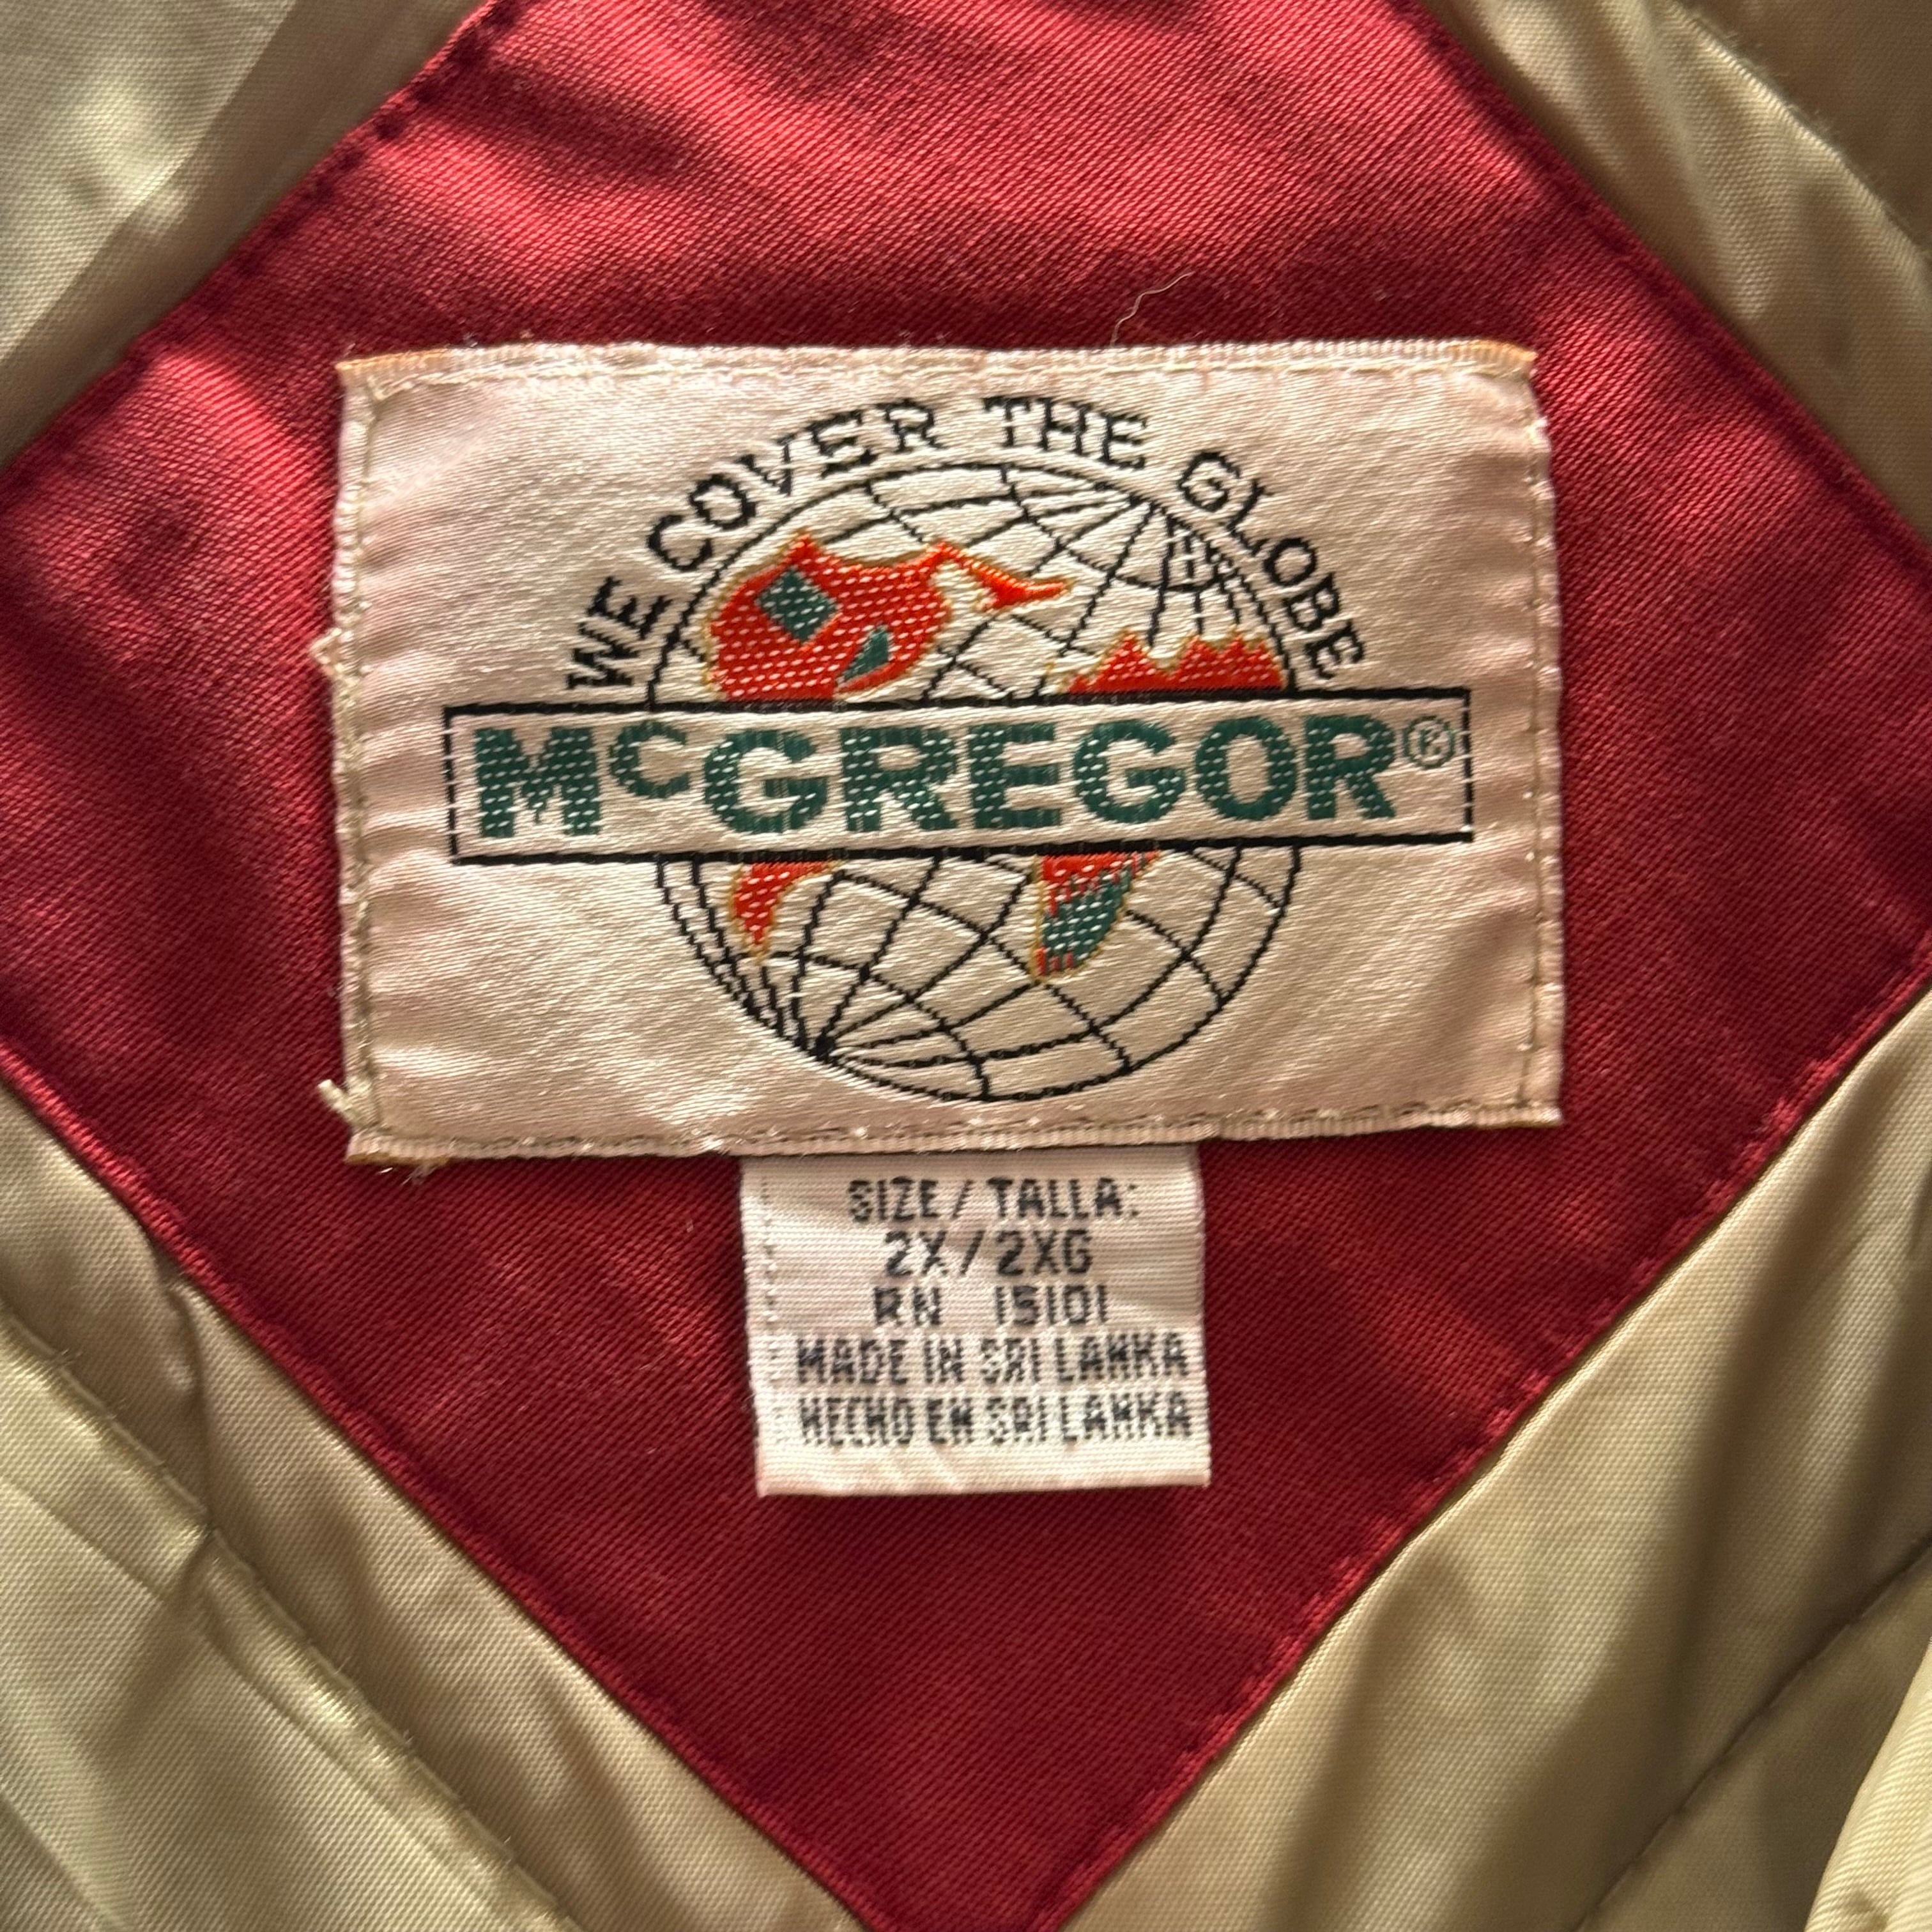 WE COVER THE GLOBE
McGREGOR®
SIZE / TALLA:
2X / 2XG
RN 15101
MADE IN SRI LANKA
HECHO EN SRI LANKA